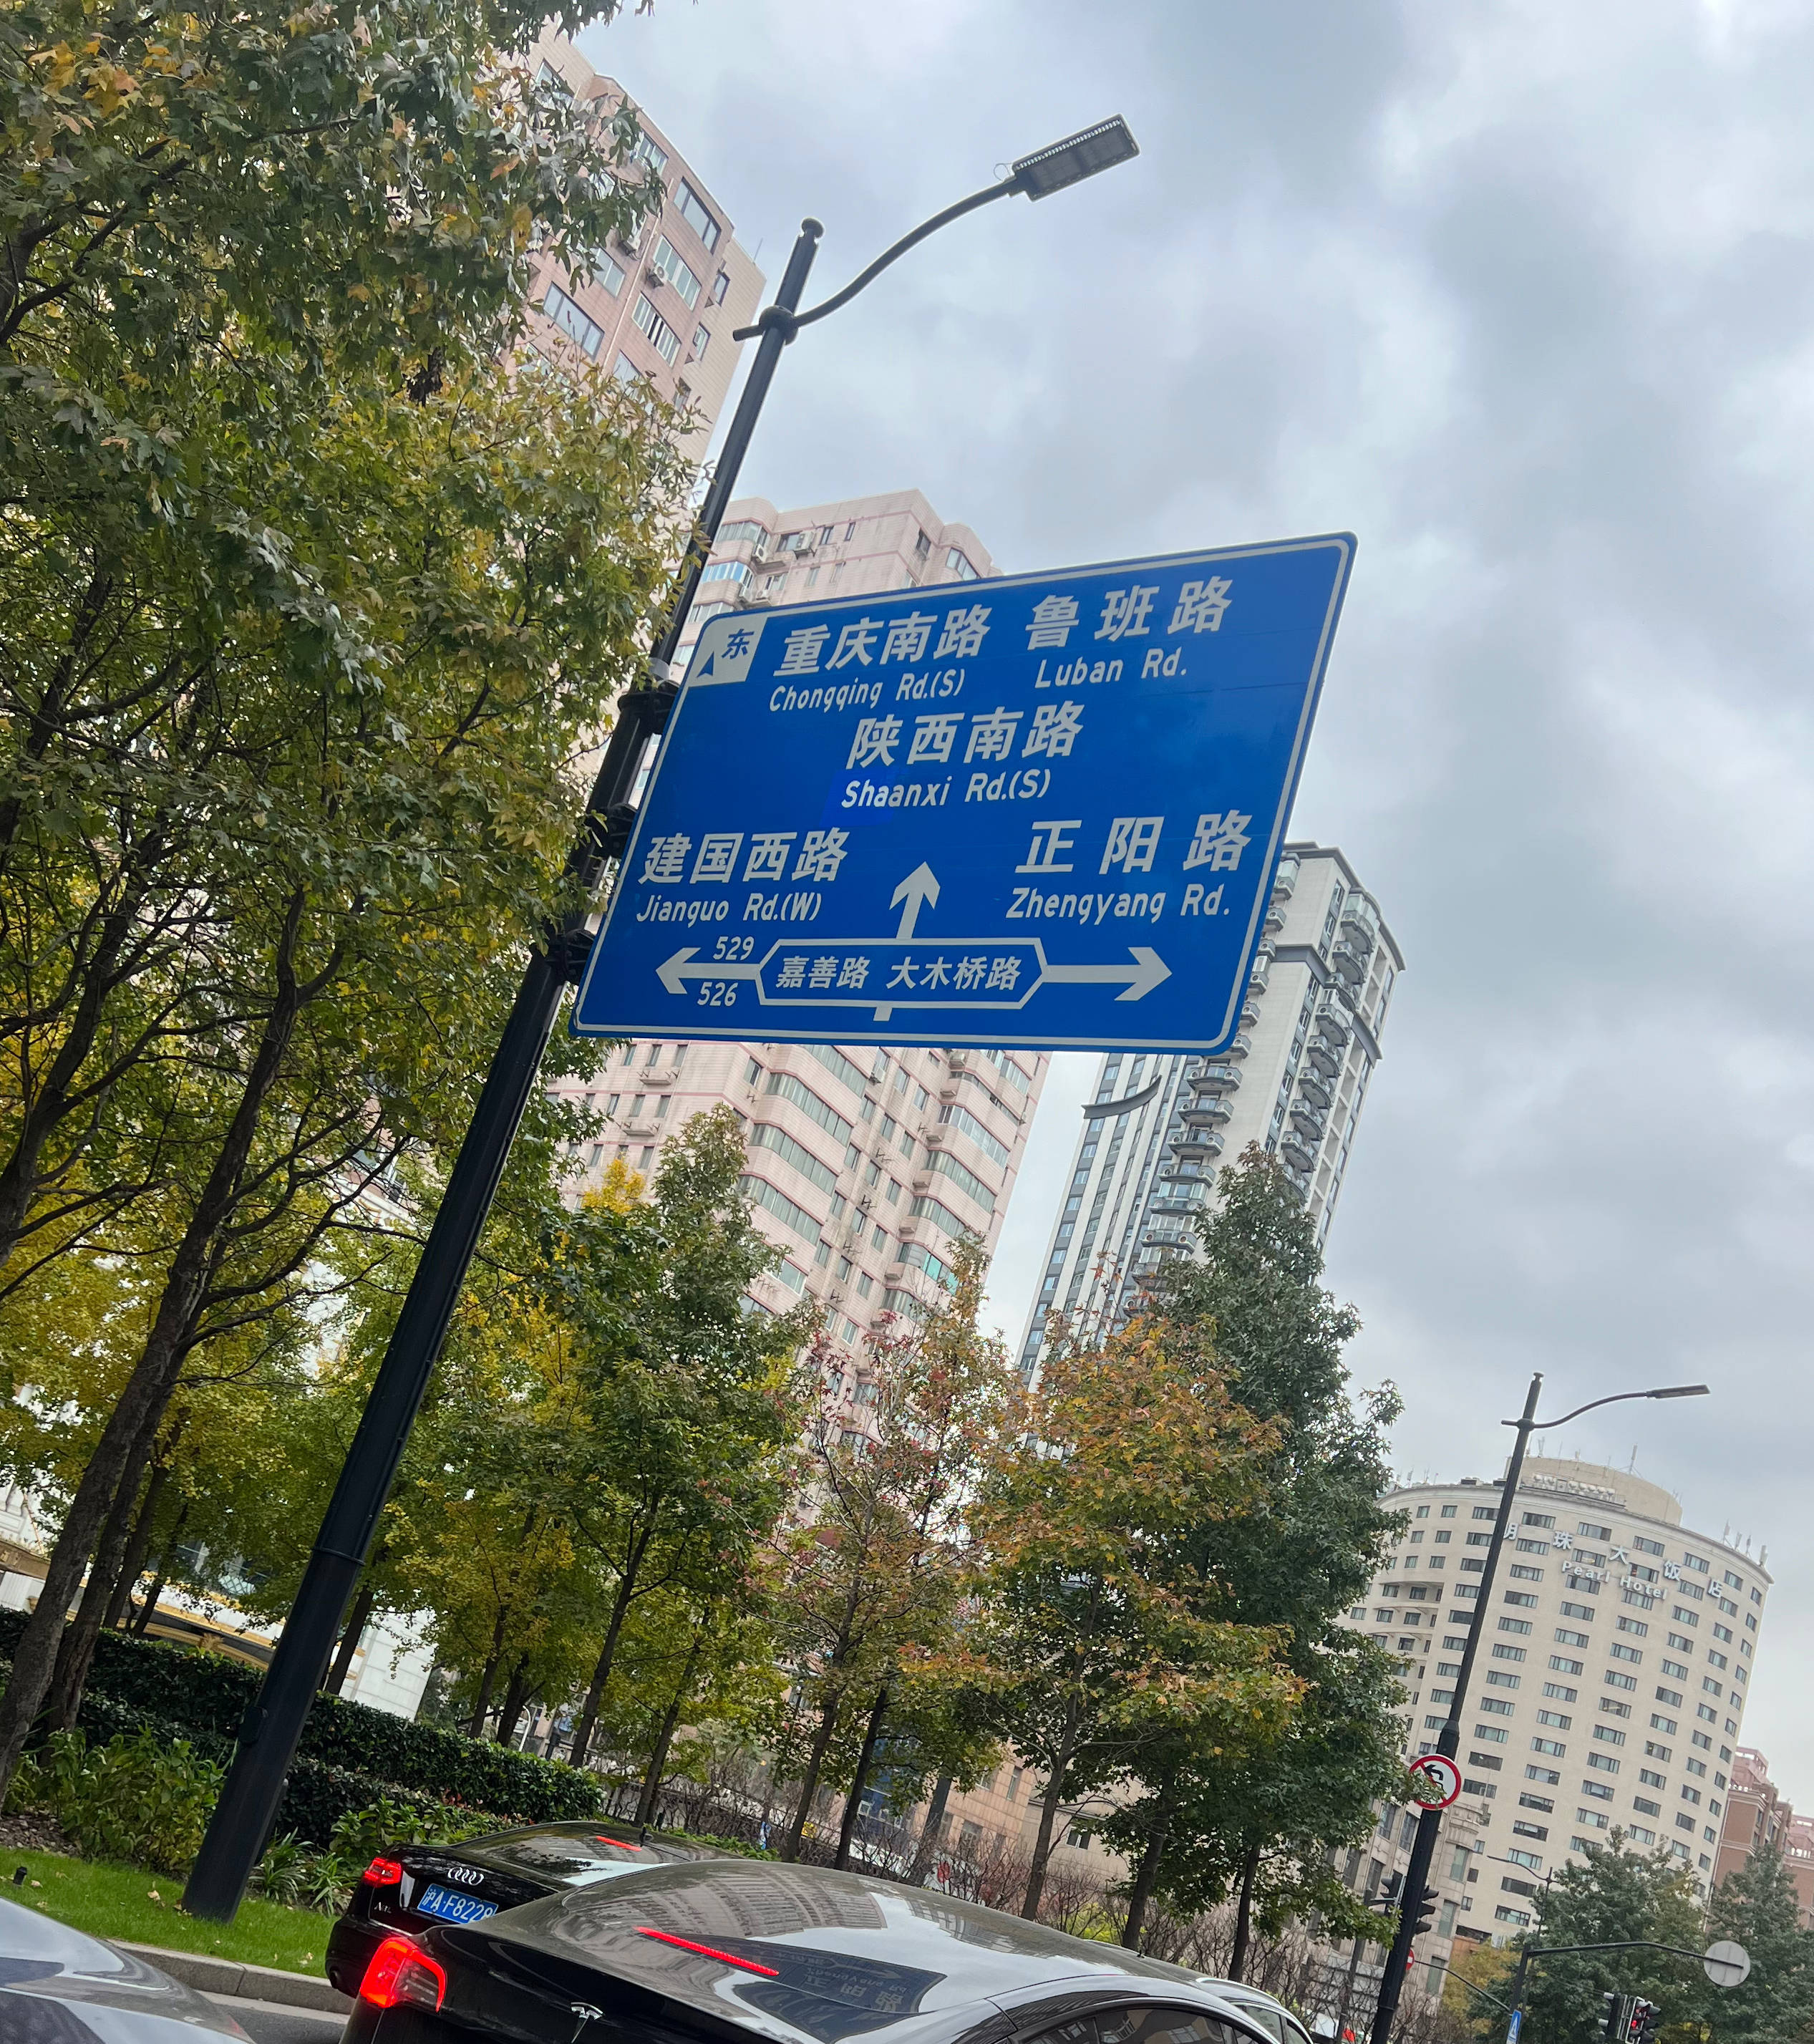 东 重庆南路 鲁班路
Chongqing Rd.(S) Luban Rd.
陕西南路
Shaanxi Rd.(S)
建国西路 正阳路
Jianguo Rd.(W) Zhengyang Rd.
529
嘉善路 大木桥路
526
明珠大饭店
Pearl Hotel
沪A·F8228